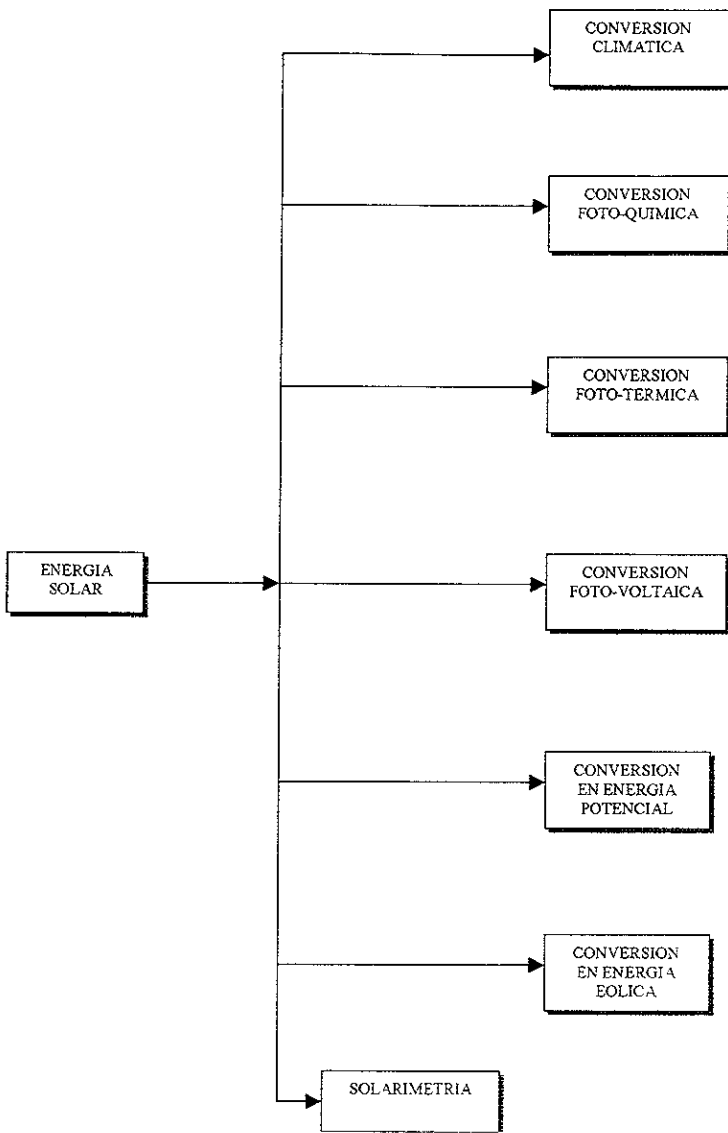 CONVERSION
CLIMATICA
CONVERSION
FOTO-QUIMICA
CONVERSION
FOTO-TERMICA
ENERGIA
SOLAR
CONVERSION
FOTO-VOLTAICA
CONVERSION
EN ENERGIA
POTENCIAL
CONVERSION
EN ENERGIA
EOLICA
SOLARIMETRIA